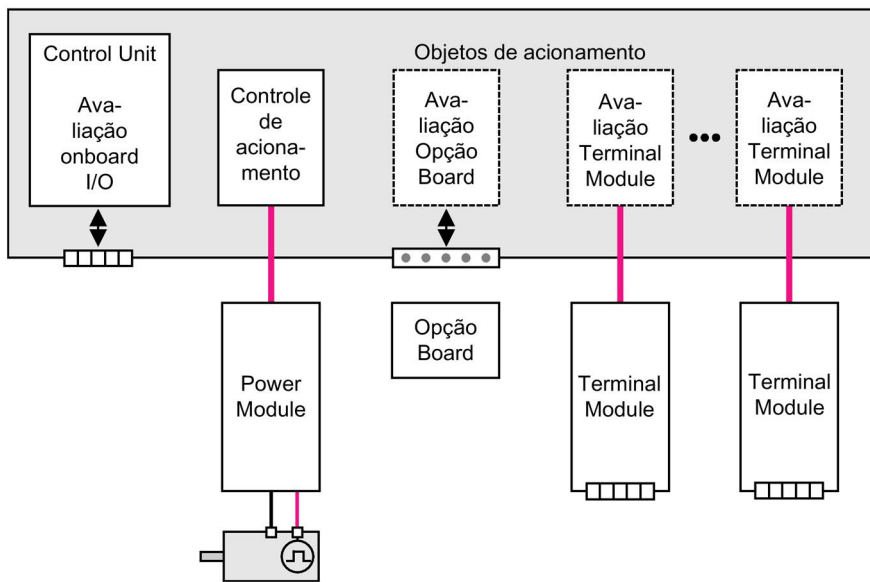 Control Unit
Ava-
liação
onboard
I/O
Objetos de acionamento
Controle
de
aciona-
mento
Ava-
liação
Opção
Board
Ava-
liação
Terminal
Module
Ava-
liação
Terminal
Module
Power
Module
Opção
Board
Terminal
Module
Terminal
Module